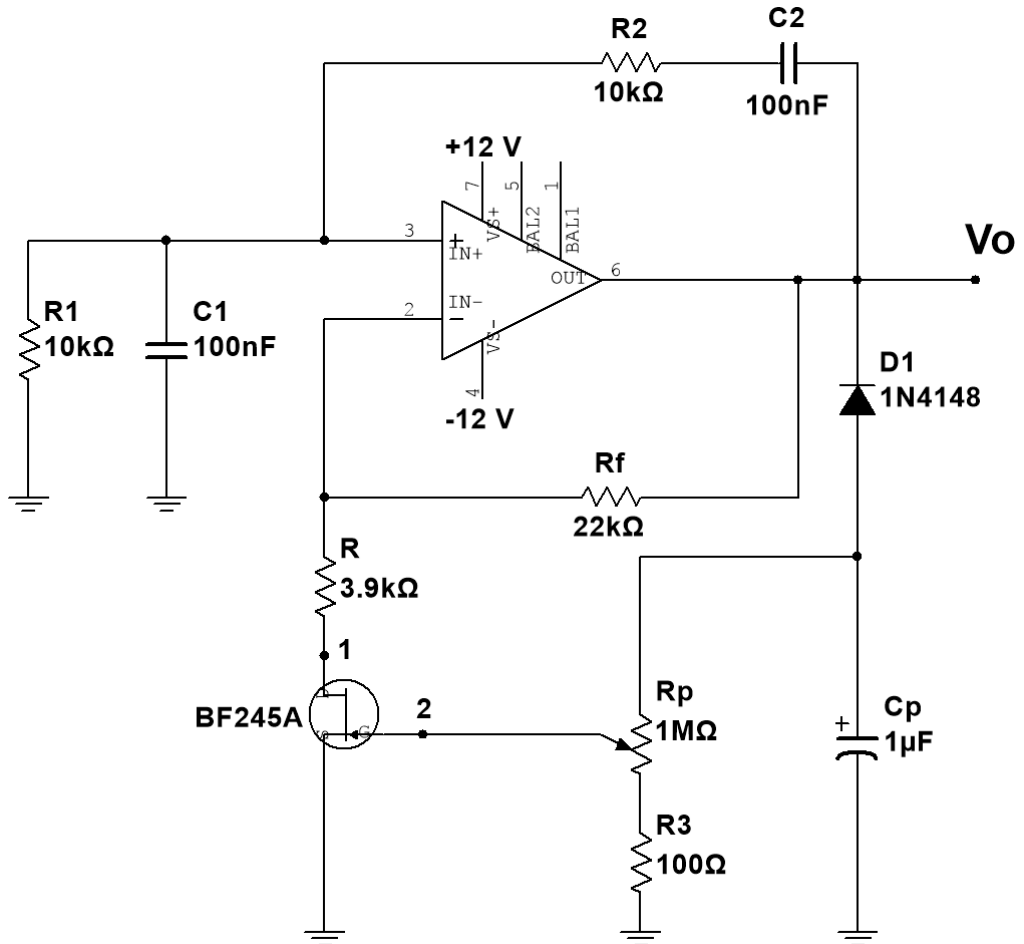 R2
10kΩ
C2
100nF
+12 V
7
5
1
VS+
BAL2
BAL1
3
+
IN+
OUT
6
Vo
2
IN-
−
VS-
4
-12 V
R1
10kΩ
C1
100nF
D1
1N4148
Rf
22kΩ
R
3.9kΩ
1
BF245A
D
S
G
2
Rp
1MΩ
Cp
+
1µF
R3
100Ω